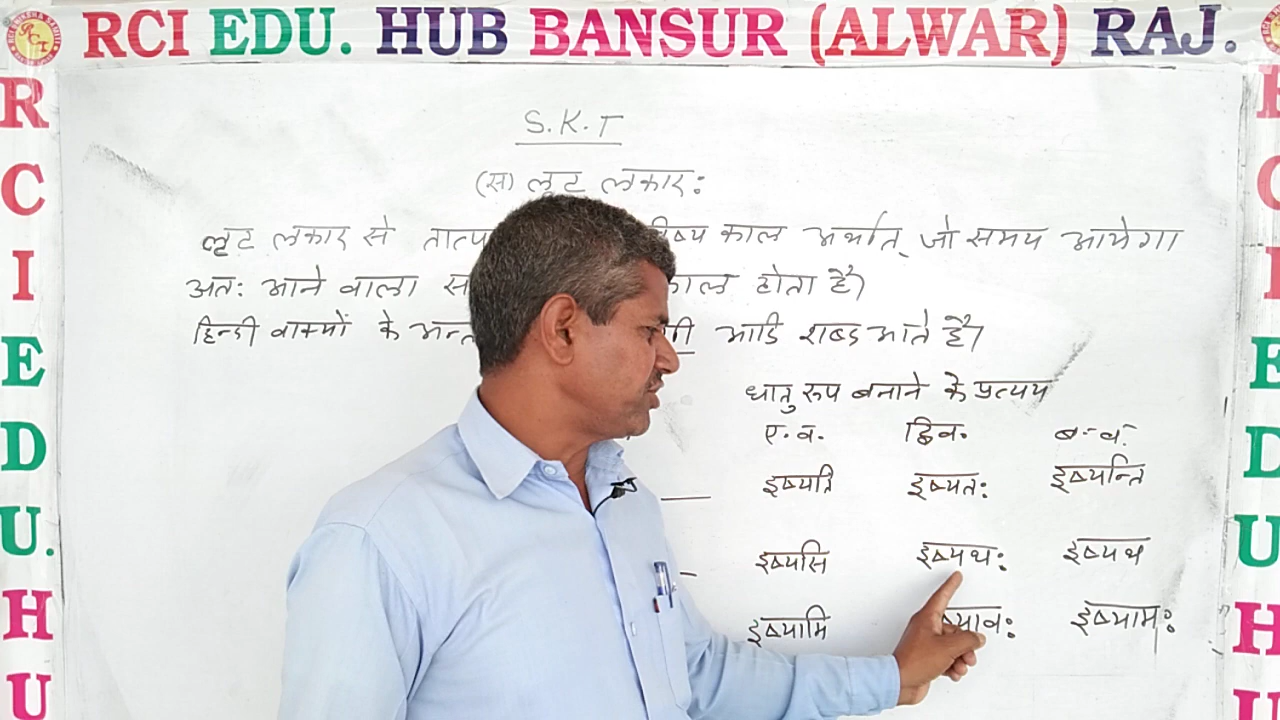 RCI EDU. HUB BANSUR (ALWAR) RAJ.
R
C
I
E
D
U.
H
U
S.K.T
(स) लृट लकार:
लृट लकार से काल अर्थात् जो समय आयेगा
अत: आने वाला होता है।
हिन्दी वाक्यों के आदि शब्द आते हैं।
धातु रूप बनाने के प्रत्यय
ए.व. द्विव. ब.व.
इष्यति इष्यत: इष्यन्ति
इष्यसि इष्यथ: इष्यथ
इष्यामि ष्याव: इष्याम:
E
D
U
H